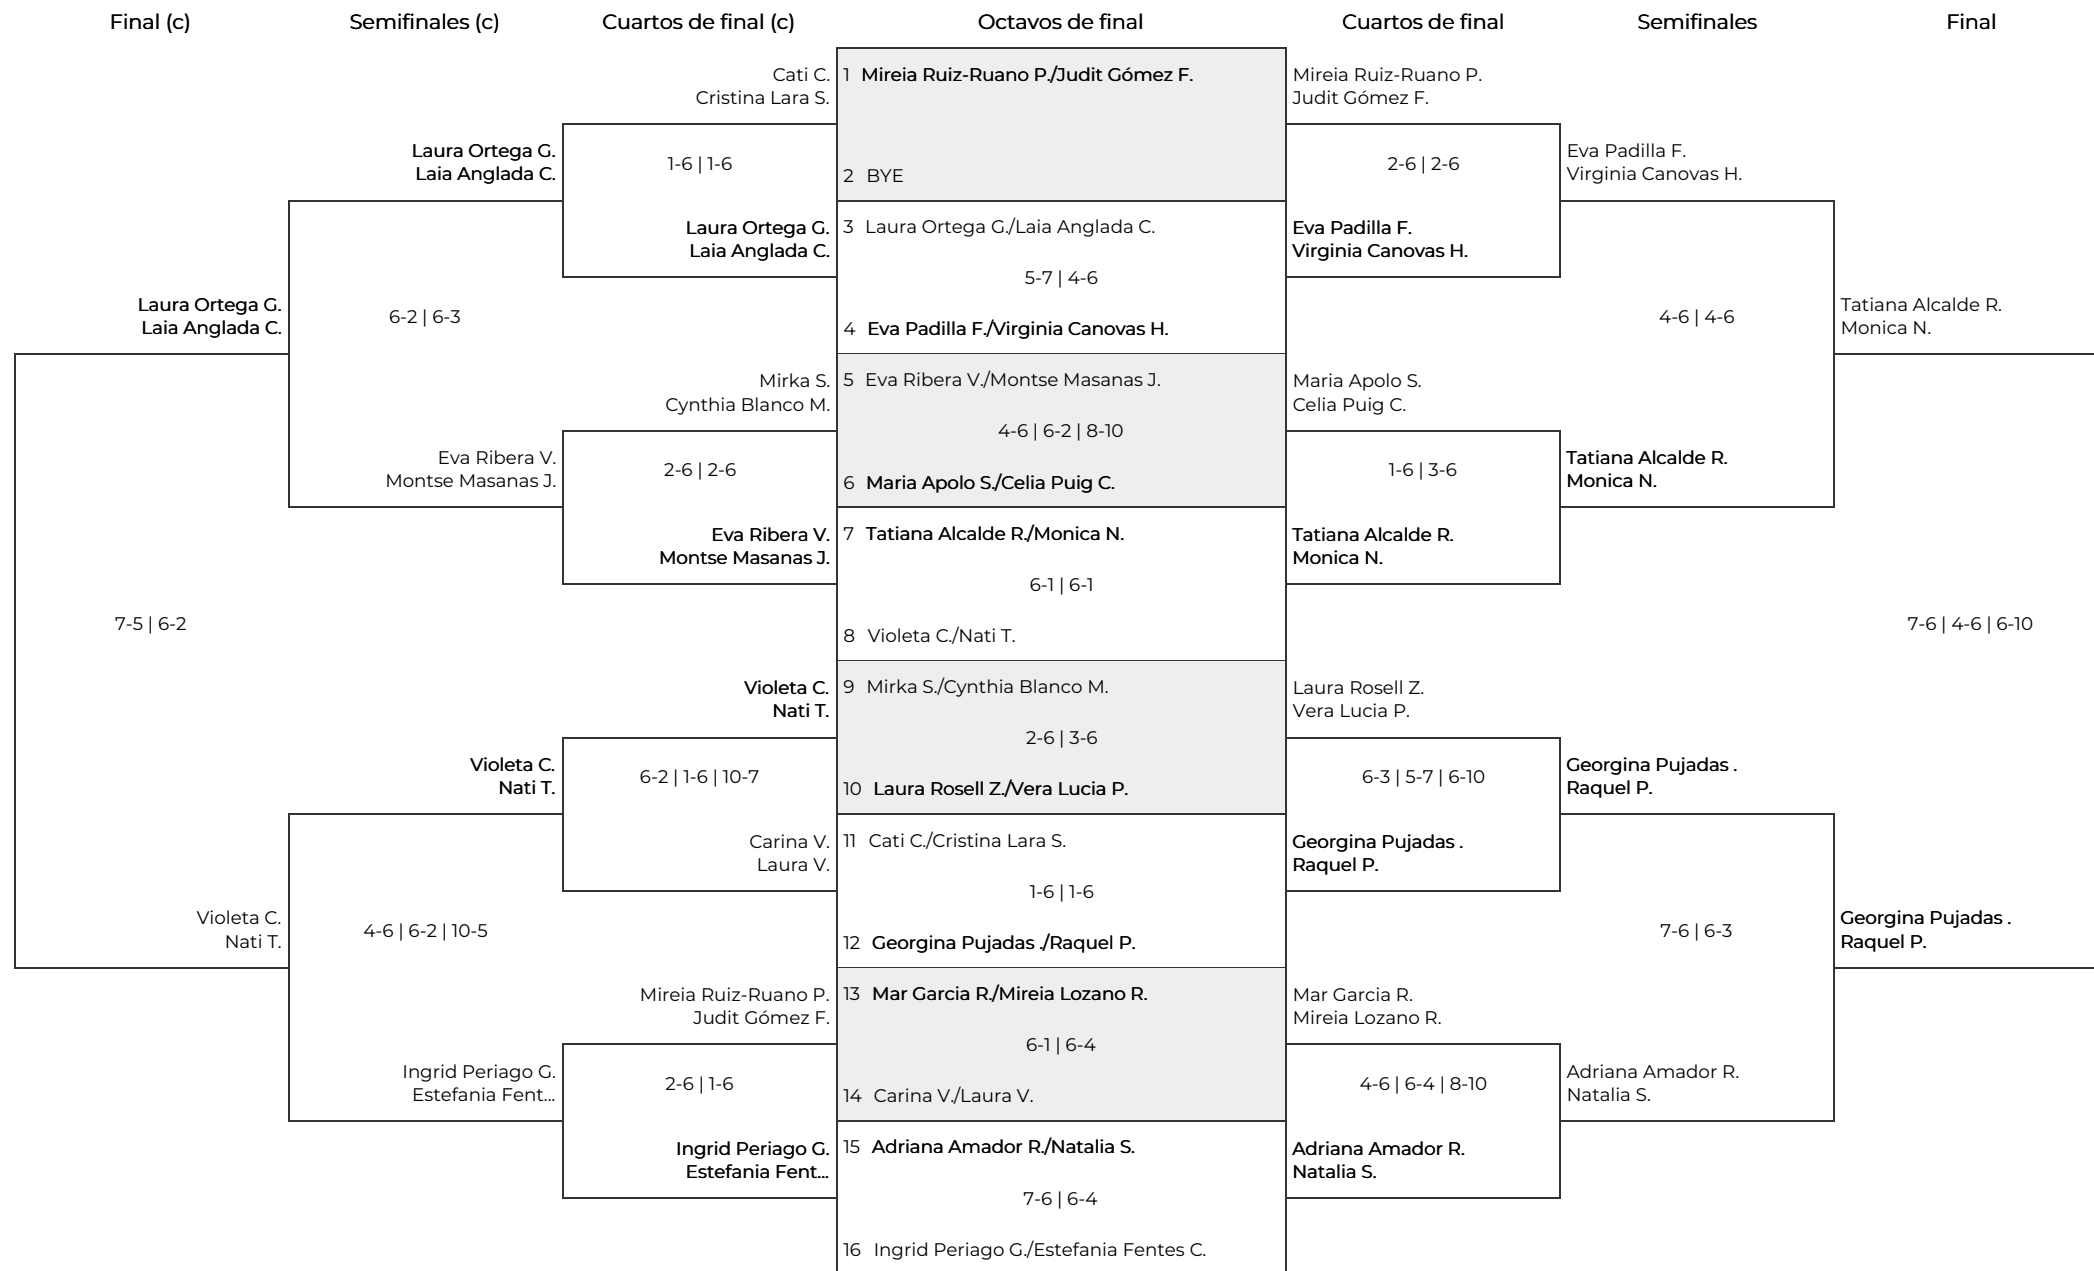 Final (c)
Semifinales (c)
Cuartos de final (c)
Octavos de final
Cuartos de final
Semifinales
Final
Laura Ortega G.
Laia Anglada C.
7-5 | 6-2
Violeta C.
Nati T.
Laura Ortega G.
Laia Anglada C.
6-2 | 6-3
Eva Ribera V.
Montse Masanas J.
Violeta C.
Nati T.
4-6 | 6-2 | 10-5
Ingrid Periago G.
Estefania Fent...
Cati C.
Cristina Lara S.
1-6 | 1-6
Laura Ortega G.
Laia Anglada C.
Mirka S.
Cynthia Blanco M.
2-6 | 2-6
Eva Ribera V.
Montse Masanas J.
Violeta C.
Nati T.
6-2 | 1-6 | 10-7
Carina V.
Laura V.
Mireia Ruiz-Ruano P.
Judit Gómez F.
2-6 | 1-6
Ingrid Periago G.
Estefania Fent...
1 Mireia Ruiz-Ruano P./Judit Gómez F.
2 BYE
3 Laura Ortega G./Laia Anglada C.
5-7 | 4-6
4 Eva Padilla F./Virginia Canovas H.
5 Eva Ribera V./Montse Masanas J.
4-6 | 6-2 | 8-10
6 Maria Apolo S./Celia Puig C.
7 Tatiana Alcalde R./Monica N.
6-1 | 6-1
8 Violeta C./Nati T.
9 Mirka S./Cynthia Blanco M.
2-6 | 3-6
10 Laura Rosell Z./Vera Lucia P.
11 Cati C./Cristina Lara S.
1-6 | 1-6
12 Georgina Pujadas ./Raquel P.
13 Mar Garcia R./Mireia Lozano R.
6-1 | 6-4
14 Carina V./Laura V.
15 Adriana Amador R./Natalia S.
7-6 | 6-4
16 Ingrid Periago G./Estefania Fentes C.
Mireia Ruiz-Ruano P.
Judit Gómez F.
2-6 | 2-6
Eva Padilla F.
Virginia Canovas H.
Maria Apolo S.
Celia Puig C.
1-6 | 3-6
Tatiana Alcalde R.
Monica N.
Laura Rosell Z.
Vera Lucia P.
6-3 | 5-7 | 6-10
Georgina Pujadas .
Raquel P.
Mar Garcia R.
Mireia Lozano R.
4-6 | 6-4 | 8-10
Adriana Amador R.
Natalia S.
Eva Padilla F.
Virginia Canovas H.
4-6 | 4-6
Tatiana Alcalde R.
Monica N.
Georgina Pujadas .
Raquel P.
7-6 | 6-3
Adriana Amador R.
Natalia S.
Tatiana Alcalde R.
Monica N.
7-6 | 4-6 | 6-10
Georgina Pujadas .
Raquel P.